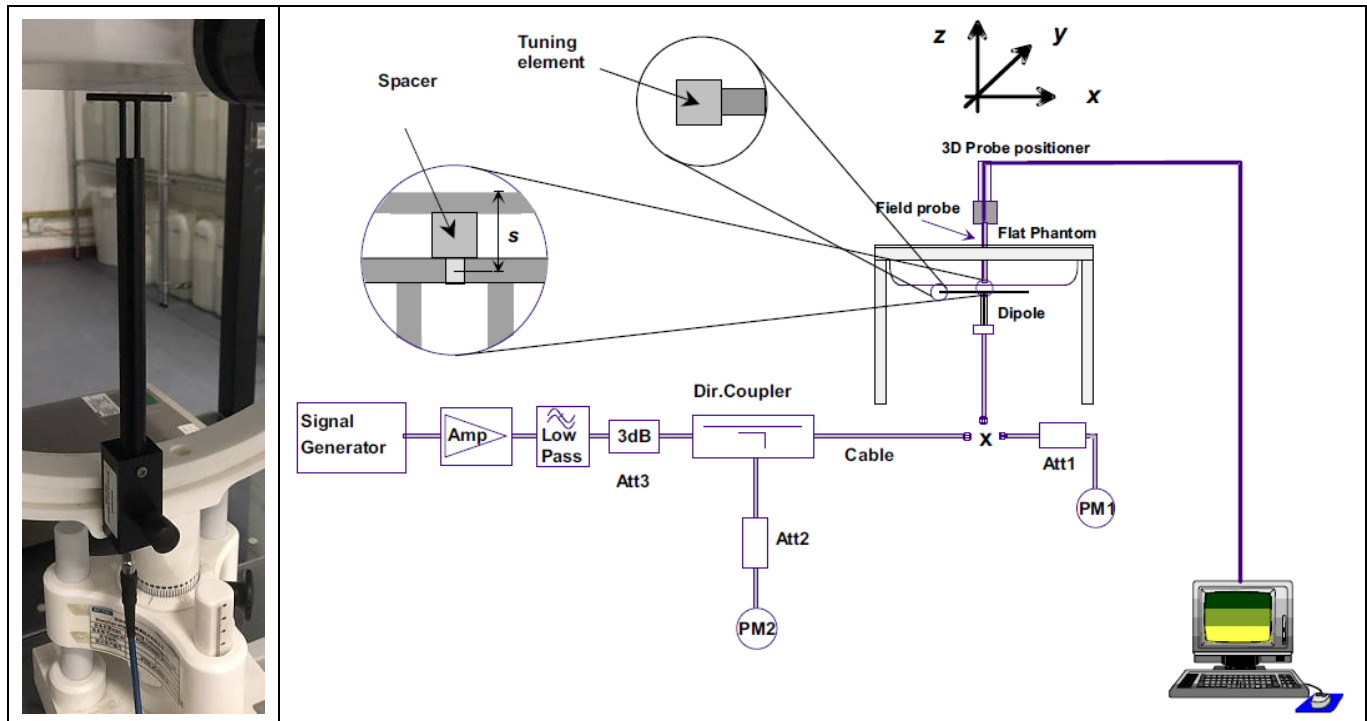 Tuning
element
Spacer
s
z
y
x
3D Probe positioner
Field probe
Flat Phantom
Dipole
Dir.Coupler
Signal
Generator
Amp
Low
Pass
3dB
Att3
Cable
x
Att1
PM1
Att2
PM2